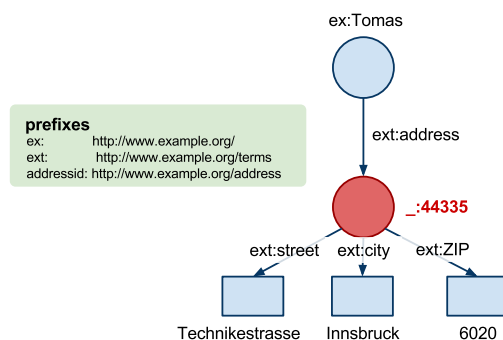 ex:Tomas
prefixes
ex: http://www.example.org/
ext: http://www.example.org/terms
addressid: http://www.example.org/address
ext:address
_:44335
ext:street ext:city ext:ZIP
Technikestrasse Innsbruck 6020